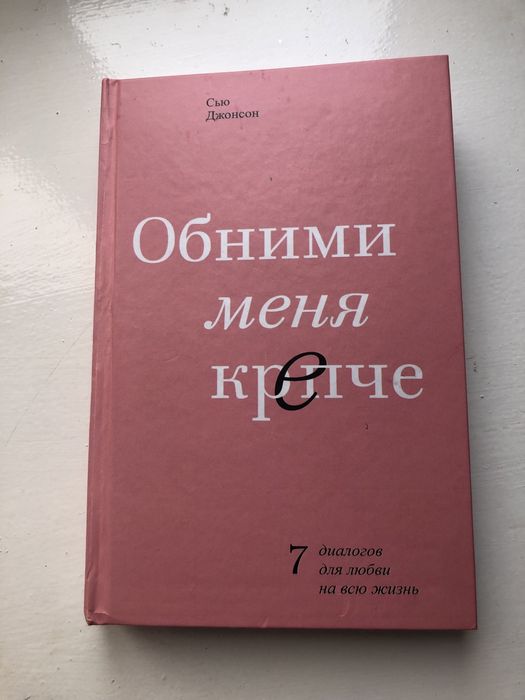 Сью
Джонсон
Обними
меня
крепче
7 диалогов
для любви
на всю жизнь